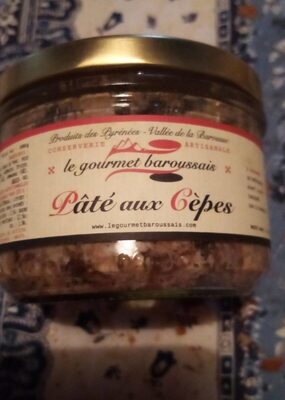 Produits des Pyrénées - Vallée de la Barousse
CONSERVERIE ARTISANALE
le gourmet baroussais
Pâté aux Cèpes
www.legourmetbaroussais.com